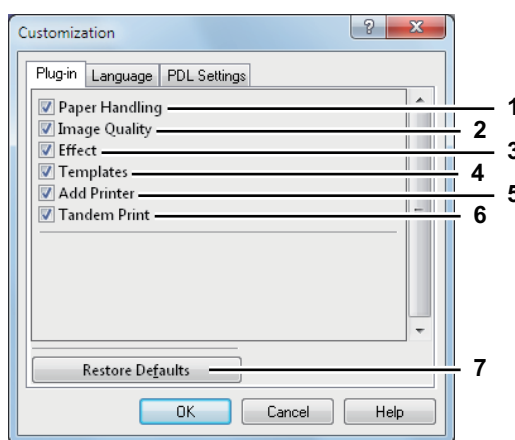 Customization
Plug-in Language PDL Settings
Paper Handling 1
Image Quality 2
Effect 3
Templates 4
Add Printer 5
Tandem Print 6
Restore Defaults 7
OK Cancel Help